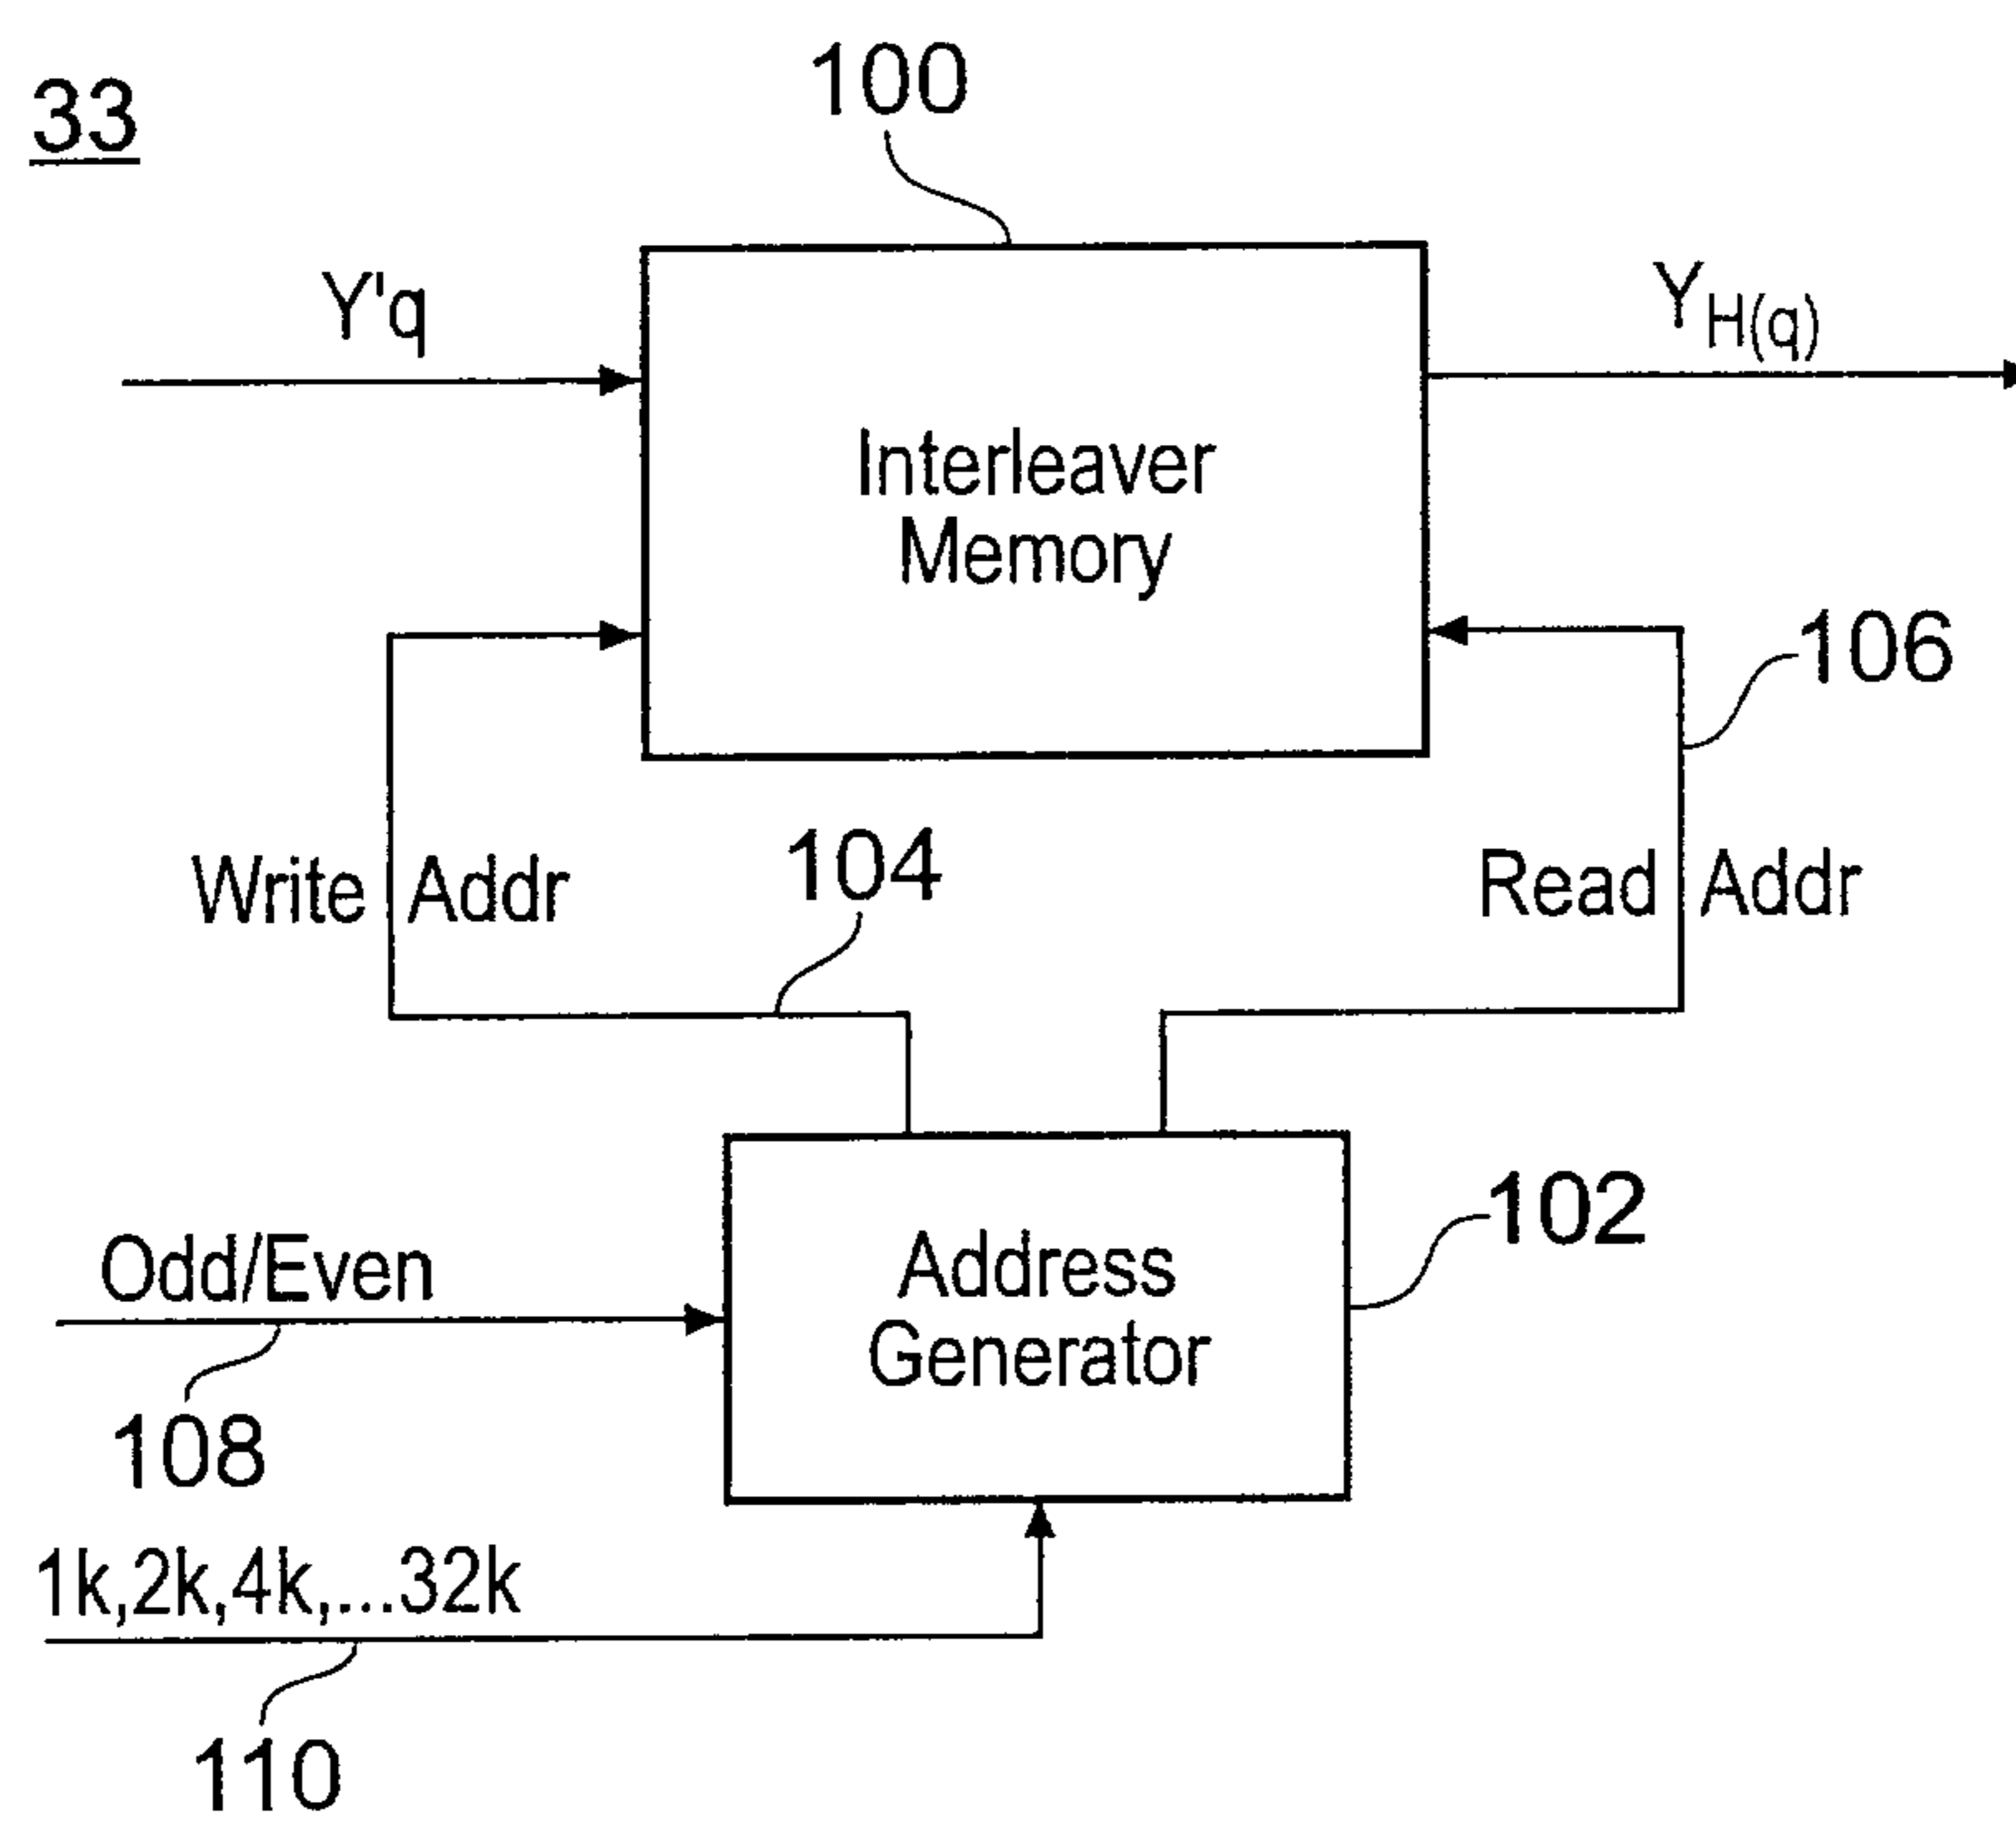 33
100
Y'q
YH(q)
Interleaver
Memory
106
Write Addr
104
Read Addr
102
Address
Generator
Odd/Even
108
1k,2k,4k,...32k
110